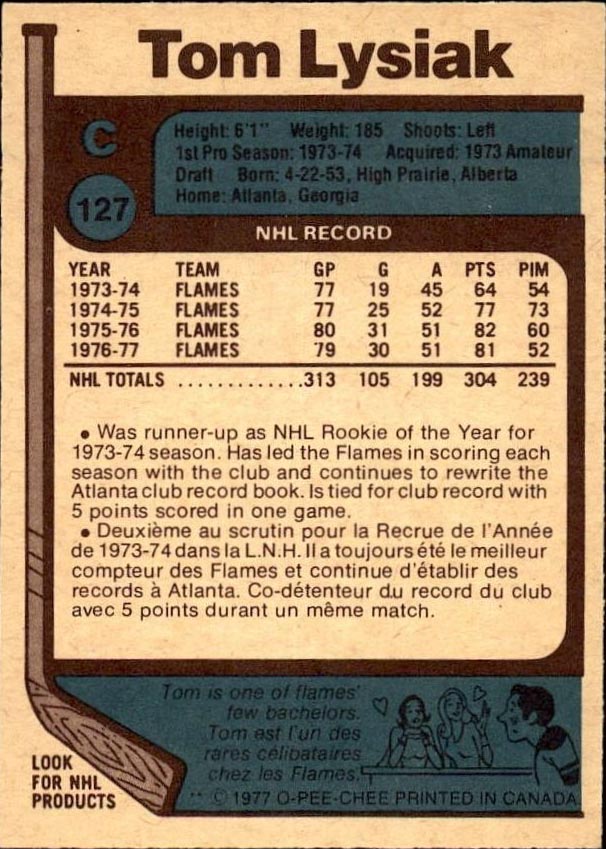 Tom Lysiak
C
127
Height: 6'1" Weight: 185 Shoots: Left
1st Pro Season: 1973-74 Acquired: 1973 Amateur
Draft Born: 4-22-53, High Prairie, Alberta
Home: Atlanta, Georgia
NHL RECORD
YEAR TEAM GP G A PTS PIM
1973-74 FLAMES 77 19 45 64 54
1974-75 FLAMES 77 25 52 77 73
1975-76 FLAMES 80 31 51 82 60
1976-77 FLAMES 79 30 51 81 52
NHL TOTALS .............313 105 199 304 239
• Was runner-up as NHL Rookie of the Year for
1973-74 season. Has led the Flames in scoring each
season with the club and continues to rewrite the
Atlanta club record book. Is tied for club record with
5 points scored in one game.
• Deuxième au scrutin pour la Recrue de l'Année
de 1973-74 dans la L.N.H. Il a toujours été le meilleur
compteur des Flames et continue d'établir des
records à Atlanta. Co-détenteur du record du club
avec 5 points durant un même match.
Tom is one of flames'
few bachelors.
Tom est l'un des
rares célibataires
chez les Flames.
LOOK
FOR NHL
PRODUCTS
** © 1977 O-PEE-CHEE PRINTED IN CANADA